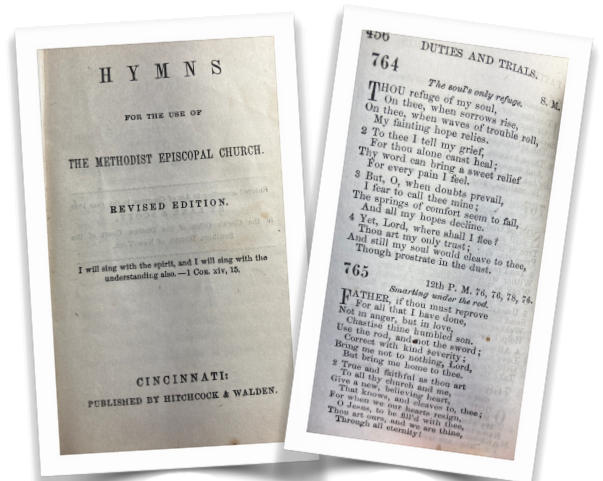 HYMNS
FOR THE USE OF
THE METHODIST EPISCOPAL CHURCH.
REVISED EDITION.
I will sing with the spirit, and I will sing with the
understanding also.—1 COR. xiv, 15.
CINCINNATI:
PUBLISHED BY HITCHCOCK & WALDEN.
456
DUTIES AND TRIALS.
764
The soul's only refuge.
S. M.
THOU refuge of my soul,
On thee, when sorrows rise,
On thee, when waves of trouble roll,
My fainting hope relies.
2 To thee I tell my grief,
For thou alone canst heal;
Thy word can bring a sweet relief
For every pain I feel.
3 But, O, when doubts prevail,
I fear to call thee mine;
The springs of comfort seem to fail,
And all my hopes decline.
4 Yet, Lord, where shall I flee?
Thou art my only trust;
And still my soul would cleave to thee,
Though prostrate in the dust.
765
12th P. M. 76, 76, 78, 76.
Smarting under the rod.
FATHER, if thou must reprove
For all that I have done,
Not in anger, but in love,
Chastise thine humbled son.
Use the rod, and not the sword;
Correct with kind severity;
Bring me not to nothing, Lord,
But bring me home to thee.
2 True and faithful as thou art
To all thy church and me,
Give a new, believing heart,
That knows, and cleaves to, thee;
For when we our hearts resign,
O Jesus, to be fill'd with thee,
Thou art ours, and we are thine,
Through all eternity!